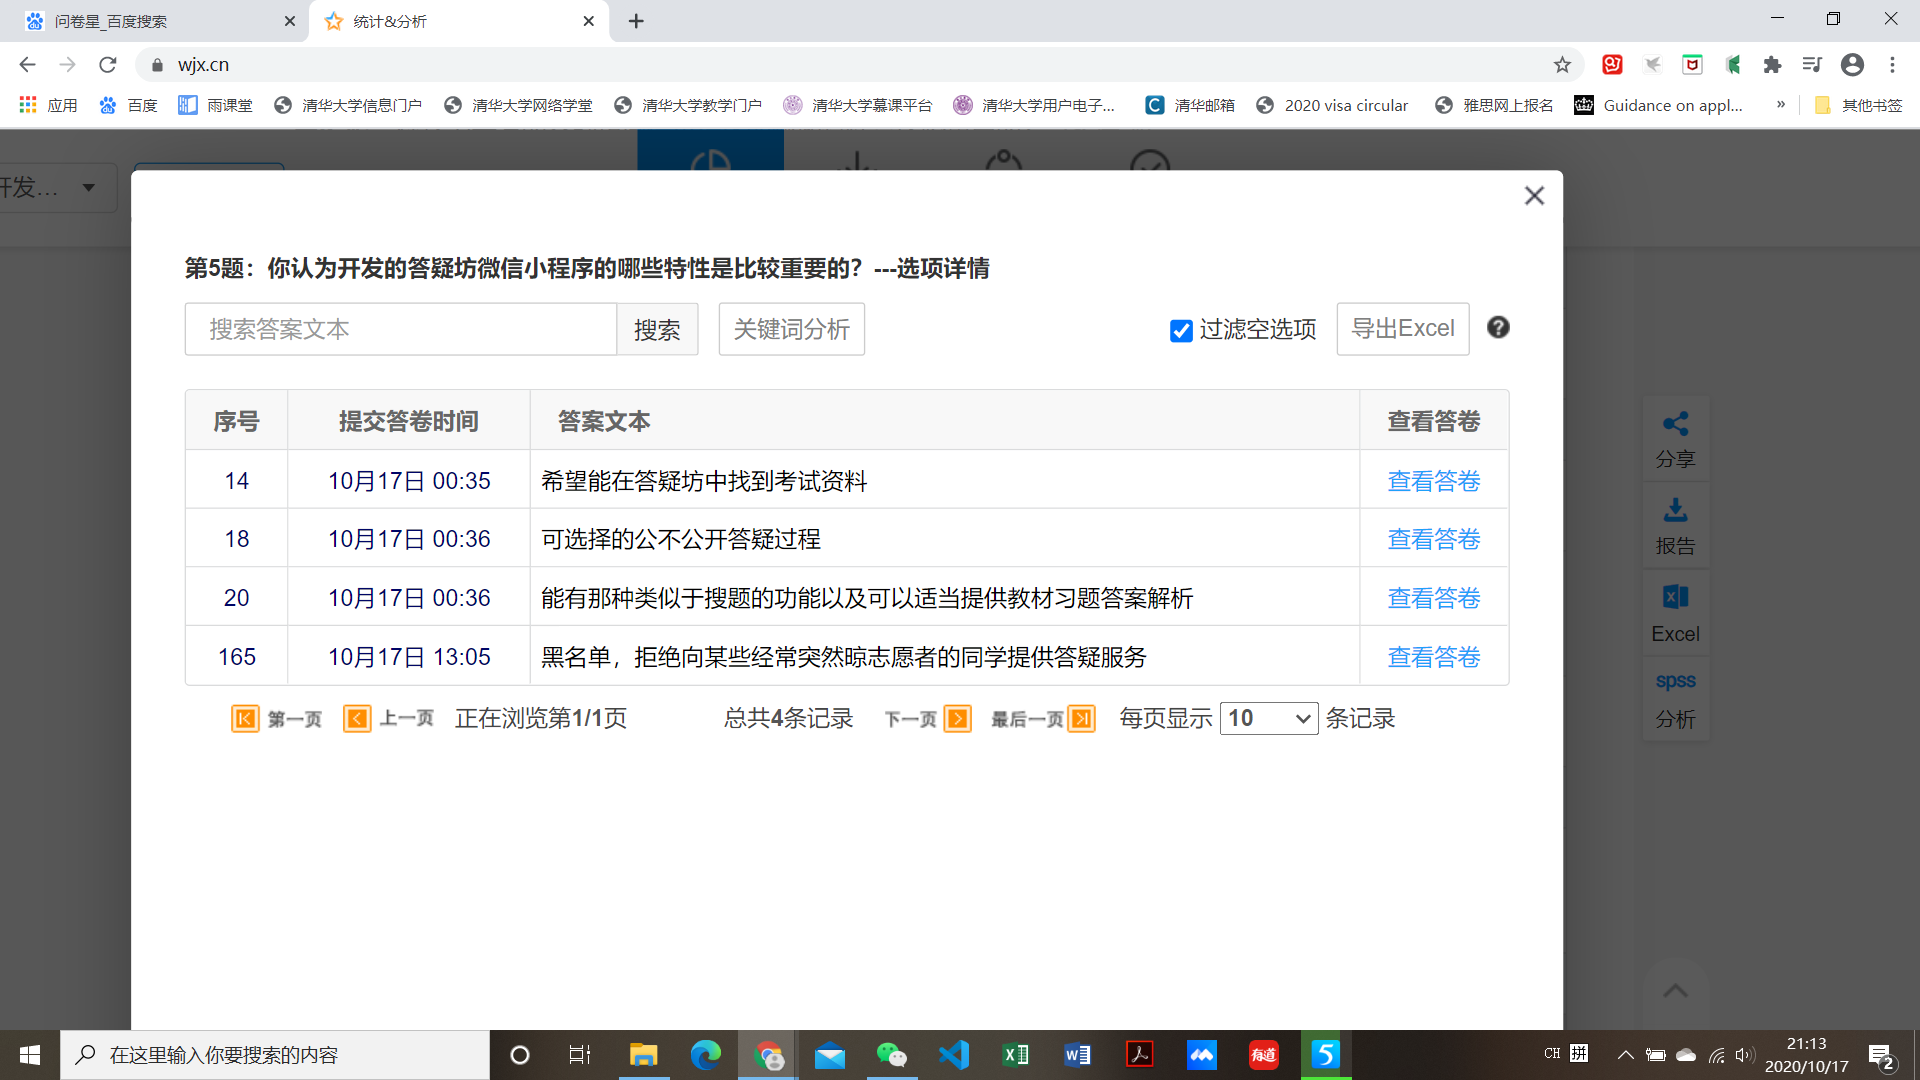 问卷星_百度搜索
统计&分析
wjx.cn
应用
百度
雨课堂
清华大学信息门户
清华大学网络学堂
清华大学教学门户
清华大学慕课平台
清华大学用户电子...
清华邮箱
2020 visa circular
雅思网上报名
Guidance on appl...
»
其他书签
开发...
第5题：你认为开发的答疑坊微信小程序的哪些特性是比较重要的？---选项详情
搜索答案文本
搜索
关键词分析
过滤空选项
导出Excel
序号 提交答卷时间 答案文本 查看答卷
14 10月17日 00:35 希望能在答疑坊中找到考试资料 查看答卷
18 10月17日 00:36 可选择的公不公开答疑过程 查看答卷
20 10月17日 00:36 能有那种类似于搜题的功能以及可以适当提供教材习题答案解析 查看答卷
165 10月17日 13:05 黑名单，拒绝向某些经常突然晾志愿者的同学提供答疑服务 查看答卷
第一页 上一页 正在浏览第1/1页 总共4条记录 下一页 最后一页 每页显示 10 条记录
分享
报告
Excel
spss
分析
在这里输入你要搜索的内容
有道
CH 拼
21:13
2020/10/17
2